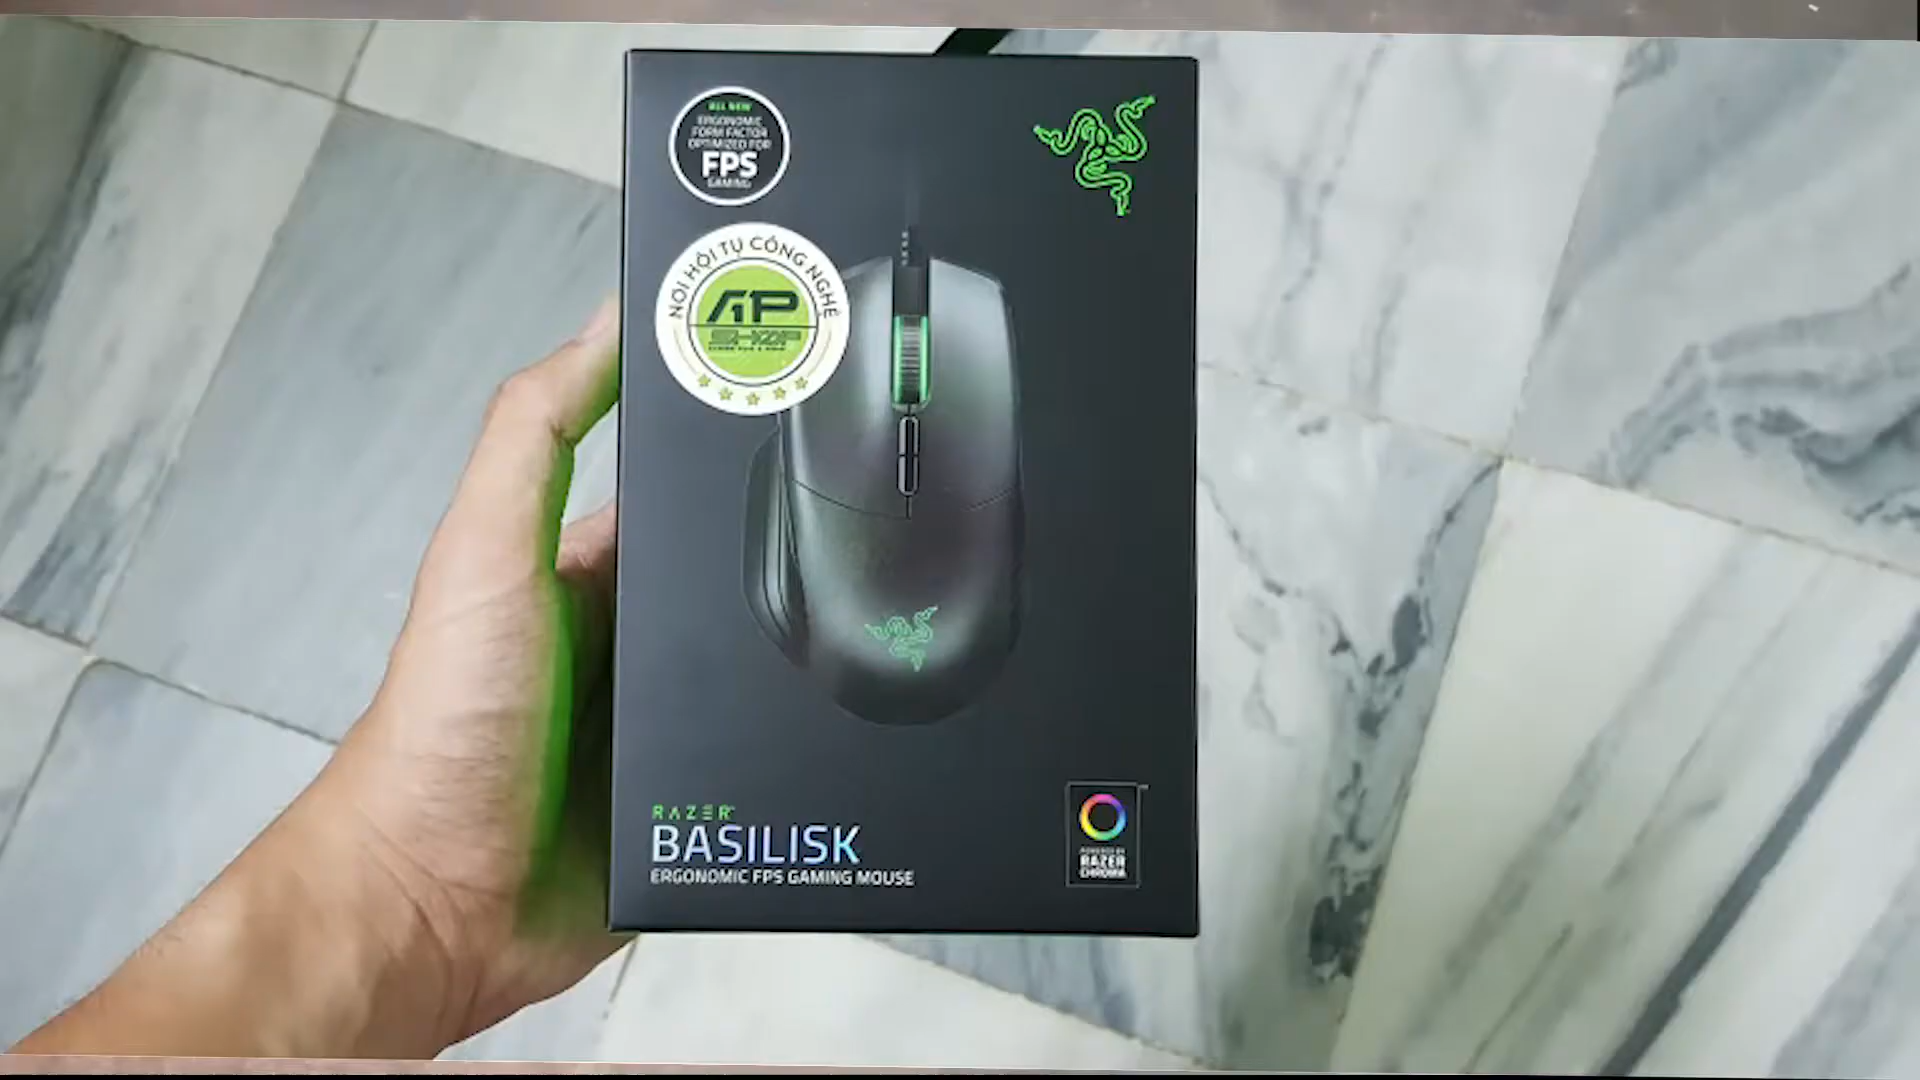 ALL NEW
ERGONOMIC
FORM FACTOR
OPTIMIZED FOR
FPS
GAMING
NƠI HỘI TỤ CÔNG NGHỆ
AP
SHOP
RAZER
BASILISK
ERGONOMIC FPS GAMING MOUSE
POWERED BY
RAZER
CHROMA